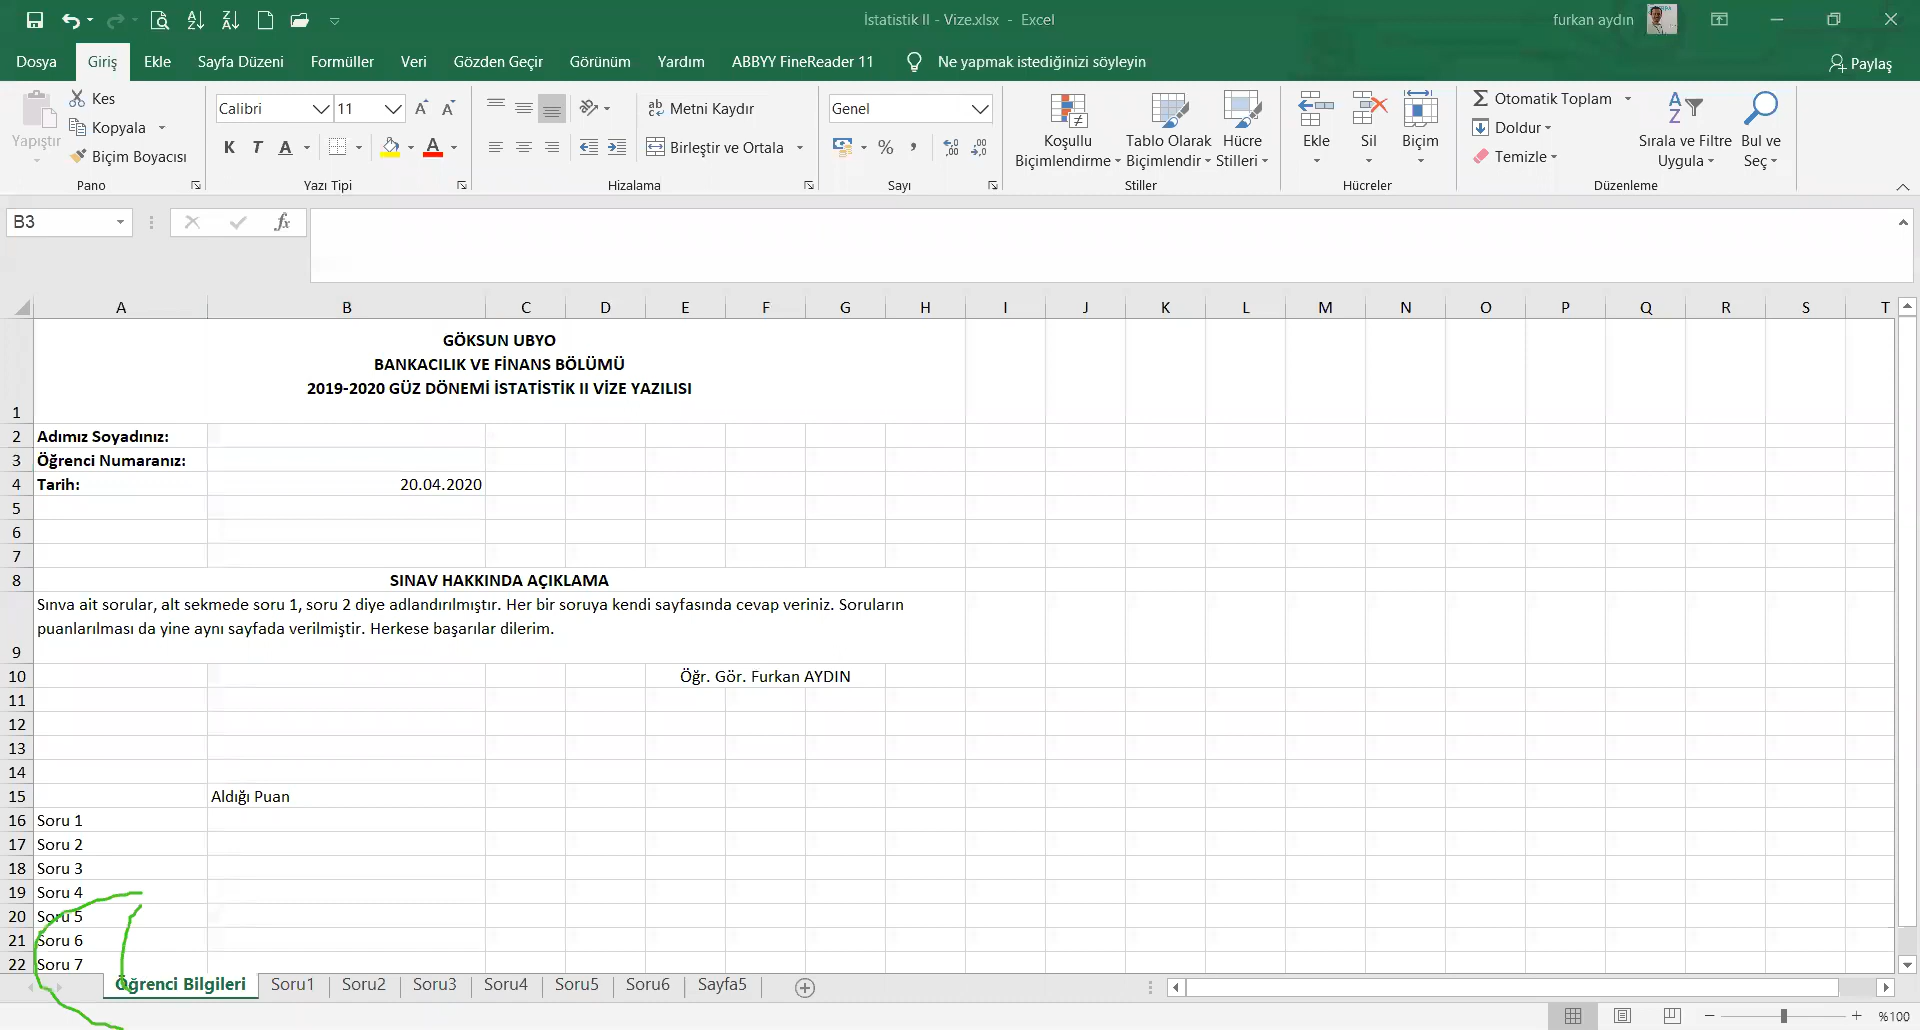 İstatistik II - Vize.xlsx - Excel
furkan aydın
Dosya Giriş Ekle Sayfa Düzeni Formüller Veri Gözden Geçir Görünüm Yardım ABBYY FineReader 11 Ne yapmak istediğinizi söyleyin Paylaş
Yapıştır
Kes
Kopyala
Biçim Boyacısı
Pano
Calibri 11
K T A
Yazı Tipi
Metni Kaydır
Birleştir ve Ortala
Hizalama
Genel
Sayı
Koşullu Biçimlendirme
Tablo Olarak Biçimlendir
Hücre Stilleri
Stiller
Ekle Sil Biçim
Hücreler
Otomatik Toplam
Doldur
Temizle
Sırala ve Filtre Uygula
Bul ve Seç
Düzenleme
B3 fx
A B C D E F G H I J K L M N O P Q R S T
GÖKSUN UBYO
BANKACILIK VE FİNANS BÖLÜMÜ
2019-2020 GÜZ DÖNEMİ İSTATİSTİK II VİZE YAZILISI
1
2 Adımız Soyadınız:
3 Öğrenci Numaranız:
4 Tarih: 20.04.2020
5
6
7
8 SINAV HAKKINDA AÇIKLAMA
Sınva ait sorular, alt sekmede soru 1, soru 2 diye adlandırılmıştır. Her bir soruya kendi sayfasında cevap veriniz. Soruların
puanlarılması da yine aynı sayfada verilmiştir. Herkese başarılar dilerim.
9
10 Öğr. Gör. Furkan AYDIN
11
12
13
14
15 Aldığı Puan
16 Soru 1
17 Soru 2
18 Soru 3
19 Soru 4
20 Soru 5
21 Soru 6
22 Soru 7
Öğrenci Bilgileri Soru1 Soru2 Soru3 Soru4 Soru5 Soru6 Sayfa5
%100